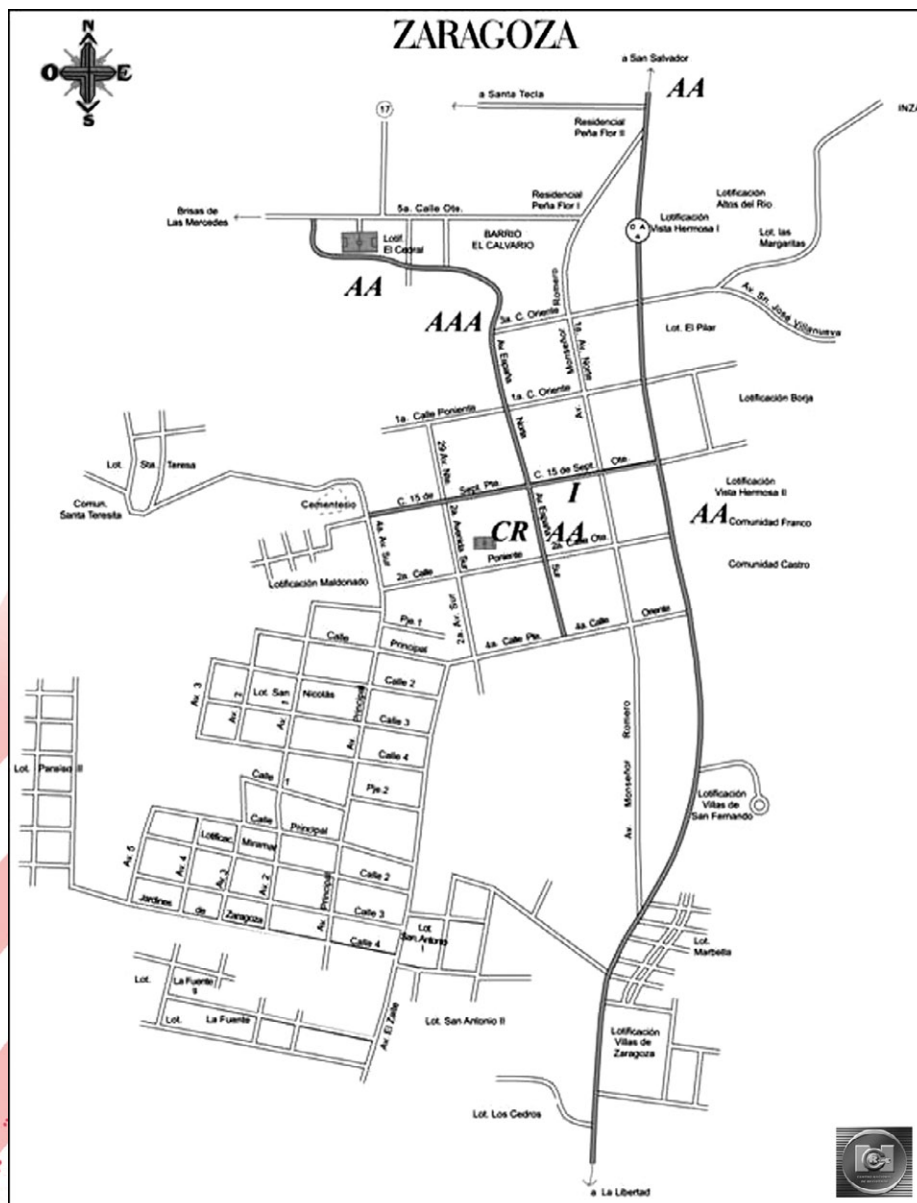 ZARAGOZA
N
O E
S
a San Salvador
AA
a Santa Tecla
17
Residencial
Peña Flor II
INZA
Residencial
Peña Flor I
Lotificación
Altos del Río
Brisas de
Las Mercedes
5a. Calle Ote.
Lotif.
El Cedral
BARRIO
EL CALVARIO
C A
4
Lotificación
Vista Hermosa I
Lot. las
Margaritas
AA
AAA
3a. C. Oriente
Monseñor Romero
1a. Av. Norte
Av. Sn. José Villanueva
Lot. El Pilar
Av. España
Norte
Av.
1a. Calle Poniente
1a. C. Oriente
Lotificación Borja
Lot. Sta. Teresa
Comun.
Santa Teresita
Cementerio
C. 15 de Sept. Pte.
C. 15 de Sept. Ote.
I
Lotificación
Vista Hermosa II
AA
Comunidad Franco
Comunidad Castro
4a. Av. Sur
2a. Avenida Sur
CR
AA
Av. España
Sur
2a. Calle Poniente
2a. Calle Ote.
Lotificación Maldonado
2a. Av. Sur
4a. Calle Pte.
4a. Calle Oriente
Pje. 1
Calle Principal
Calle 2
Av. 3
Av. 2
Lot. San Nicolás
Av. 1
Av. Principal
Calle 3
Calle 4
Lot. Paraiso II
Calle 1
Pje. 2
Av. Monseñor Romero
Lotificación
Villas de
San Fernando
Calle Principal
Lotificac. Miramar
Av. 5
Av. 4
Av. 3
Av. 2
Av. Principal
Calle 2
Calle 3
Calle 4
Jardines de Zaragoza
Lot.
San Antonio
I
Lot.
Marbella
Lot. La Fuente
II
Lot. La Fuente
Av. El Zaite
Lot. San Antonio II
Lotificación
Villas de
Zaragoza
Lot. Los Cedros
a La Libertad